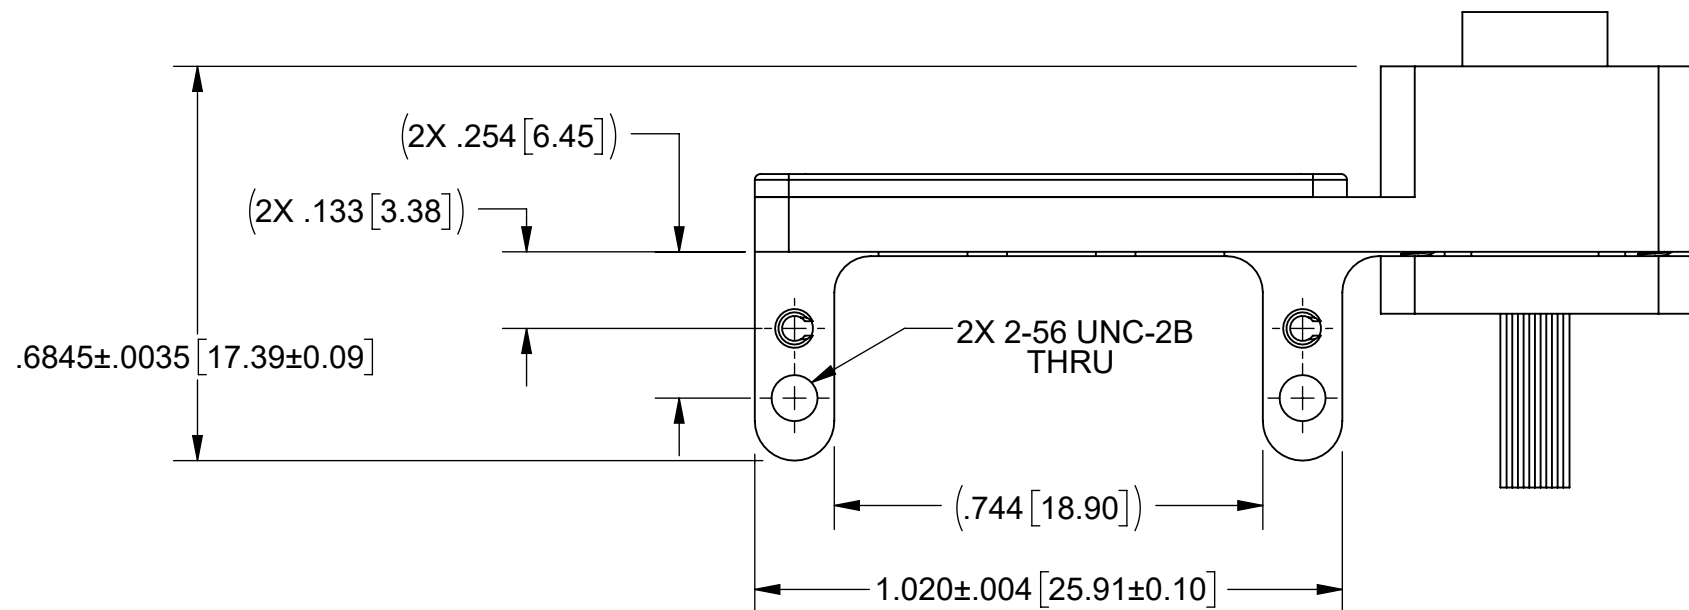 (2X .254 [6.45])
(2X .133 [3.38])
2X 2-56 UNC-2B
THRU
.6845±.0035 [17.39±0.09]
(.744 [18.90])
1.020±.004 [25.91±0.10]